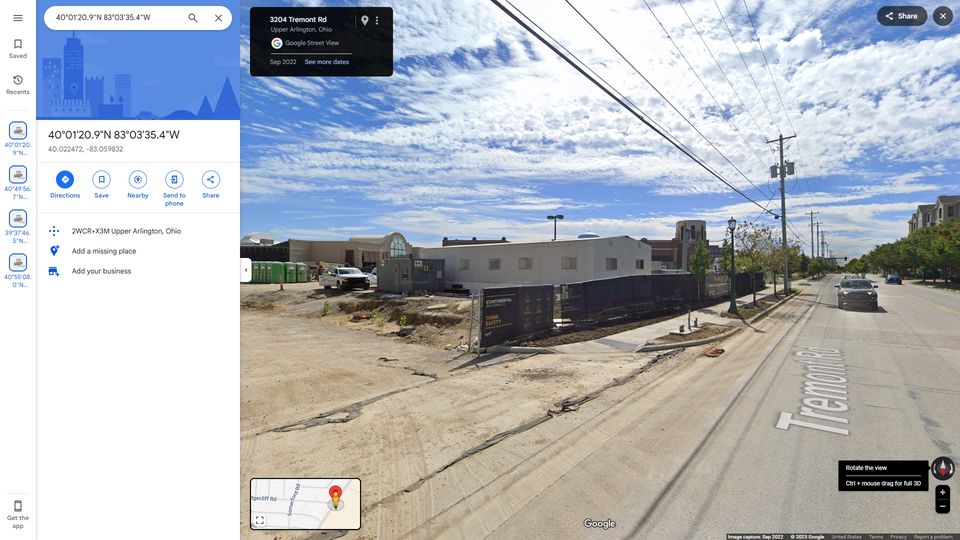 40°01'20.9"N 83°03'35.4"W
Saved
Recents
40°01'20.
9"N...
40°49'56.
7"N...
39°37'46.
5"N...
40°55'08.
0"N...
Get the
app
40°01'20.9"N 83°03'35.4"W
40.022472, -83.059832
Directions
Save
Nearby
Send to
phone
Share
2WCR+X3M Upper Arlington, Ohio
Add a missing place
Add your business
3204 Tremont Rd
Upper Arlington, Ohio
Google Street View
Sep 2022 See more dates
Share
CONTINENTAL
THINK
SAFETY
Tremont Rd
Rotate the view
Ctrl + mouse drag for full 3D
dgecliff Rd
Somerford Rd
Google
Image capture: Sep 2022 © 2023 Google United States Terms Privacy Report a problem